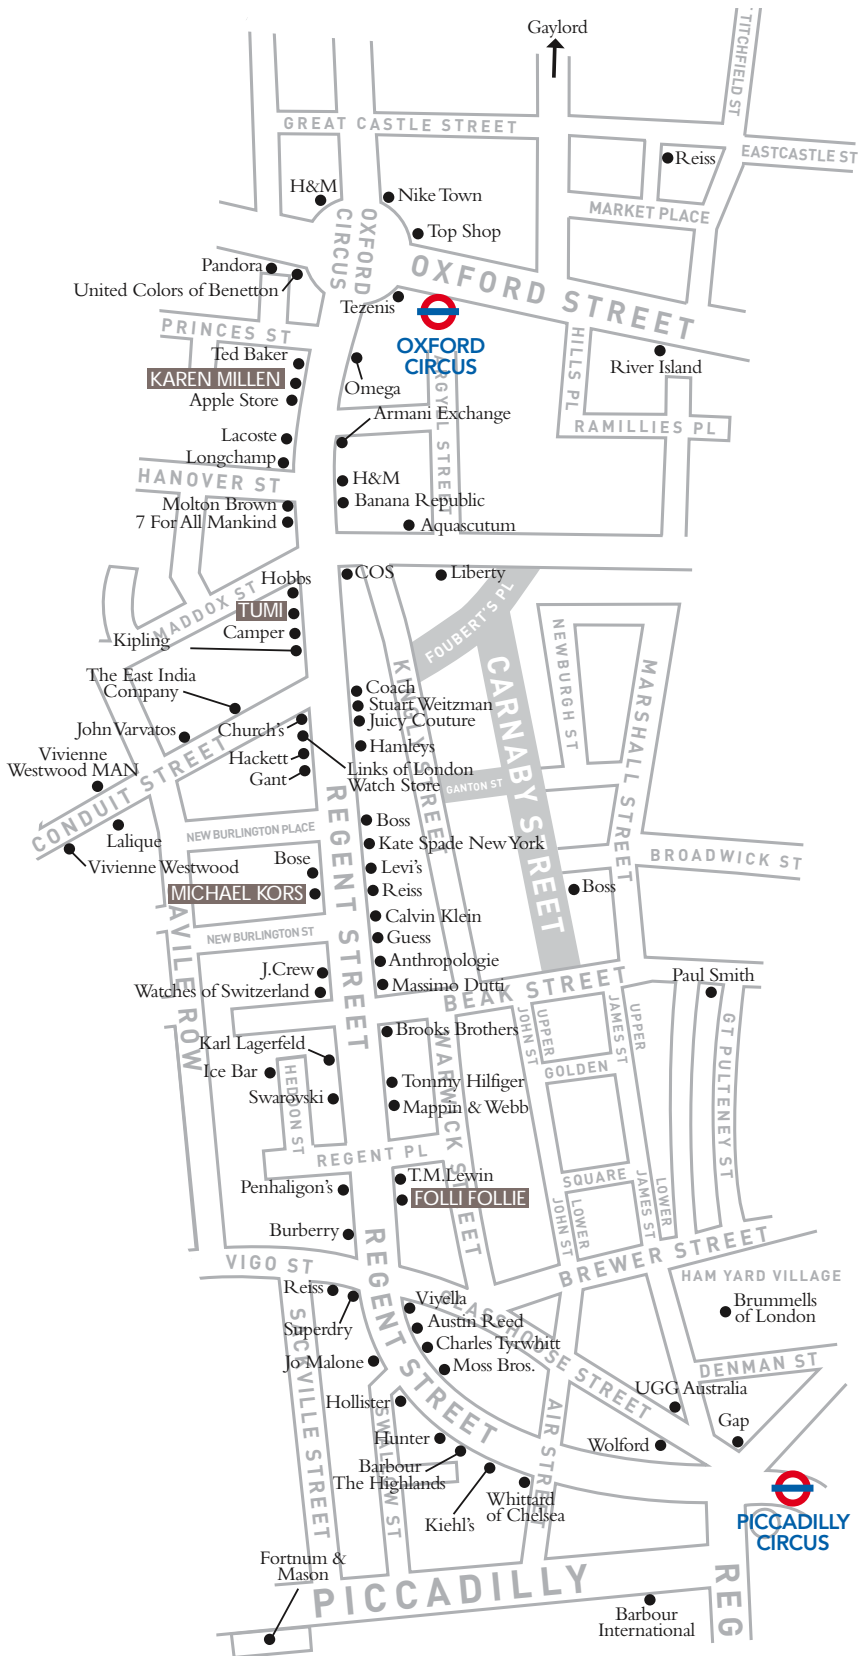 Gaylord
TITCHFIELD ST
GREAT CASTLE STREET
EASTCASTLE ST
Reiss
H&M
Nike Town
MARKET PLACE
OXFORD
CIRCUS
Top Shop
Pandora
OXFORD STREET
United Colors of Benetton
Tezenis
PRINCES ST
OXFORD
CIRCUS
HILLS PL
Ted Baker
River Island
KAREN MILLEN
Omega
ARGYLL STREET
Apple Store
Armani Exchange
RAMILLIES PL
Lacoste
Longchamp
HANOVER ST
H&M
Molton Brown
Banana Republic
7 For All Mankind
Aquascutum
COS
Liberty
Hobbs
MADDOX ST
FOUBERT'S PL
TUMI
Camper
Kipling
NEWBURGH ST
MARSHALL STREET
KINGLY STREET
CARNABY STREET
The East India
Company
Coach
Stuart Weitzman
Juicy Couture
John Varvatos
Church's
Hamleys
Vivienne
Westwood MAN
Hackett
Links of London
Watch Store
Gant
GANTON ST
CONDUIT STREET
REGENT STREET
Boss
NEW BURLINGTON PLACE
Lalique
Kate Spade New York
Vivienne Westwood
Bose
Levi's
BROADWICK ST
MICHAEL KORS
Reiss
Boss
AVILE ROW
Calvin Klein
NEW BURLINGTON ST
Guess
J.Crew
Anthropologie
Paul Smith
Watches of Switzerland
Massimo Dutti
BEAK STREET
UPPER
JOHN ST
UPPER
JAMES ST
Brooks Brothers
GT PULTENEY ST
Karl Lagerfeld
WARWICK STREET
Ice Bar
HEDDON ST
GOLDEN
Tommy Hilfiger
Swarovski
Mappin & Webb
REGENT PL
T.M.Lewin
SQUARE
Penhaligon's
FOLLI FOLLIE
LOWER
JOHN ST
LOWER
JAMES ST
Burberry
REGENT STREET
VIGO ST
BREWER STREET
HAM YARD VILLAGE
Reiss
Viyella
GLASSHOUSE STREET
Brummells
of London
Superdry
Austin Reed
SACKVILLE STREET
Charles Tyrwhitt
Jo Malone
Moss Bros.
DENMAN ST
UGG Australia
Hollister
SWALLOW ST
AIR STREET
Gap
Hunter
Wolford
Barbour
The Highlands
Whittard
of Chelsea
Kiehl's
PICCADILLY
CIRCUS
Fortnum &
Mason
PICCADILLY
REG
Barbour
International